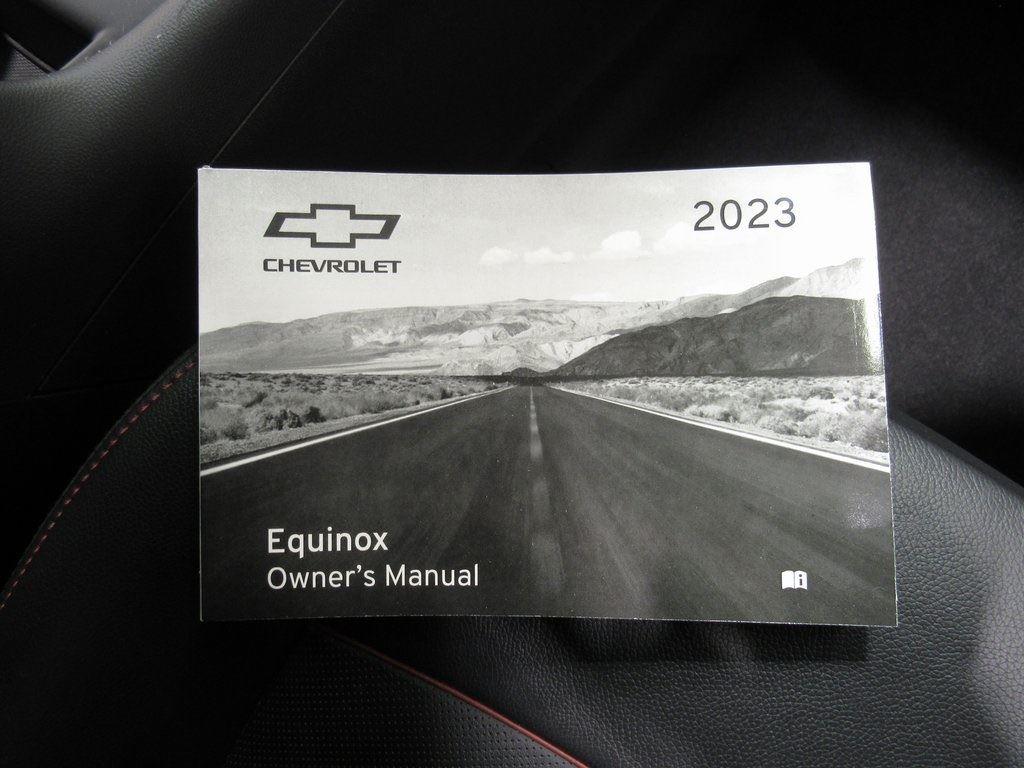 CHEVROLET
2023
Equinox
Owner's Manual